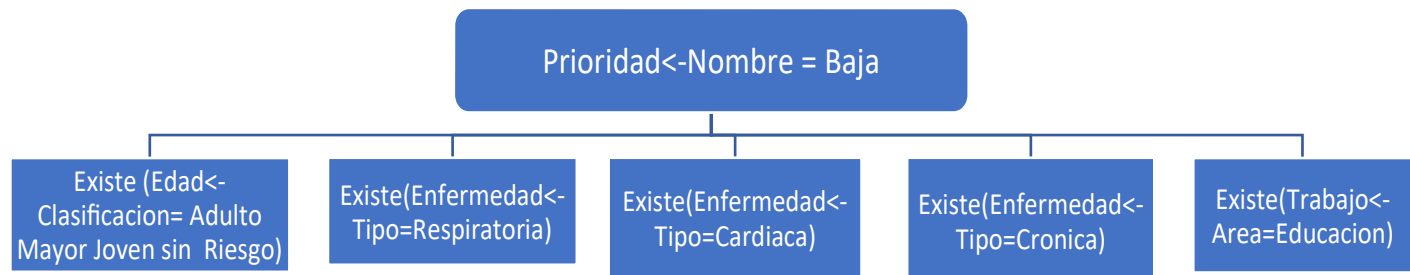 Prioridad<-Nombre = Baja
Existe (Edad<-
Clasificacion= Adulto
Mayor Joven sin  Riesgo)
Existe(Enfermedad<-
Tipo=Respiratoria)
Existe(Enfermedad<-
Tipo=Cardiaca)
Existe(Enfermedad<-
Tipo=Cronica)
Existe(Trabajo<-
Area=Educacion)